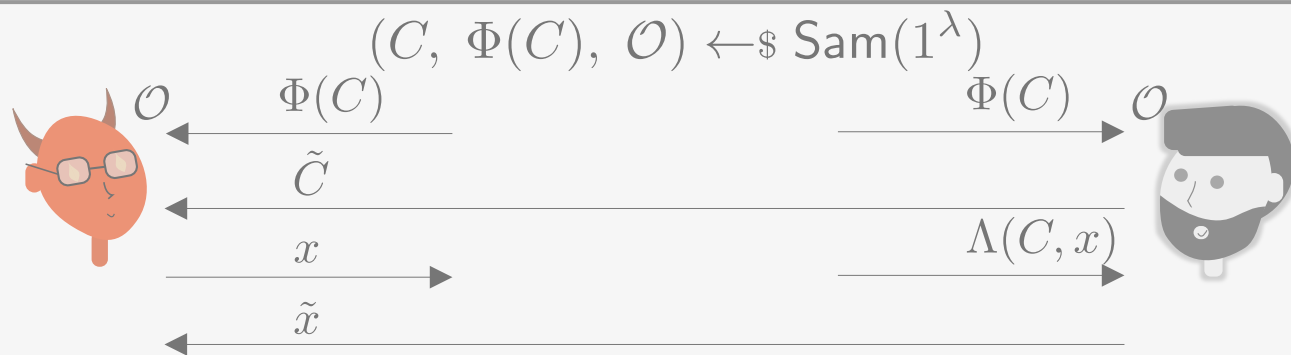 (C, Φ(C), 𝒪) ←$ Sam(1^λ)
𝒪 Φ(C) Φ(C) 𝒪
C̃
x Λ(C, x)
x̃